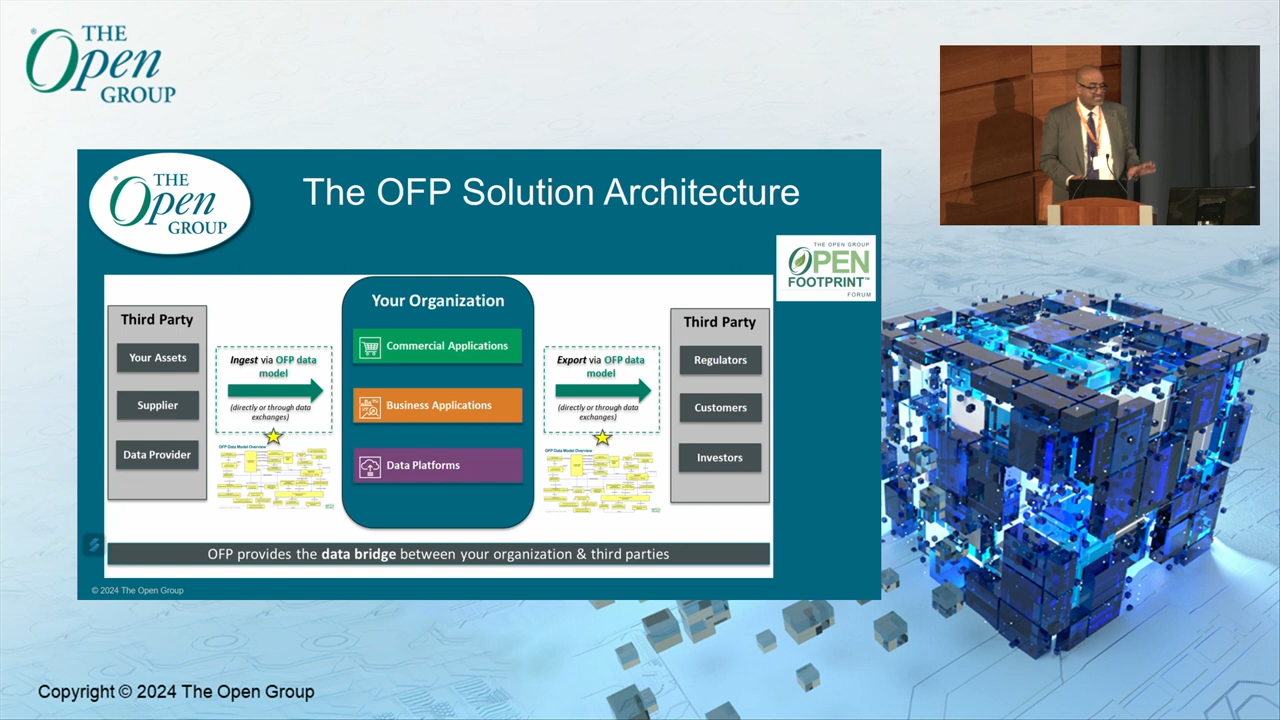 THE
Open
GROUP
THE
Open
GROUP
The OFP Solution Architecture
THE OPEN GROUP
OPEN
FOOTPRINT™
FORUM
Third Party
Your Assets
Supplier
Data Provider
Ingest via OFP data
model
(directly or through data
exchanges)
OFP Data Model Overview
Your Organization
Commercial Applications
Business Applications
Data Platforms
Export via OFP data
model
(directly or through data
exchanges)
OFP Data Model Overview
Third Party
Regulators
Customers
Investors
OFP provides the data bridge between your organization & third parties
© 2024 The Open Group
Copyright © 2024 The Open Group